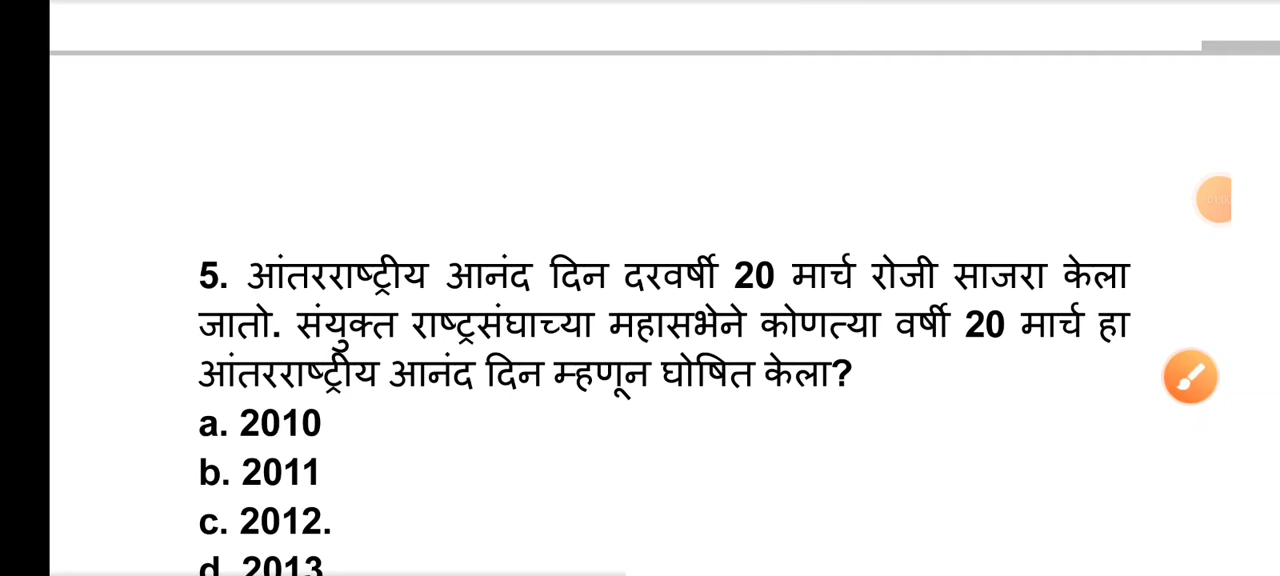 5. आंतरराष्ट्रीय आनंद दिन दरवर्षी 20 मार्च रोजी साजरा केला
जातो. संयुक्त राष्ट्रसंघाच्या महासभेने कोणत्या वर्षी 20 मार्च हा
आंतरराष्ट्रीय आनंद दिन म्हणून घोषित केला?
a. 2010
b. 2011
c. 2012.
d. 2013